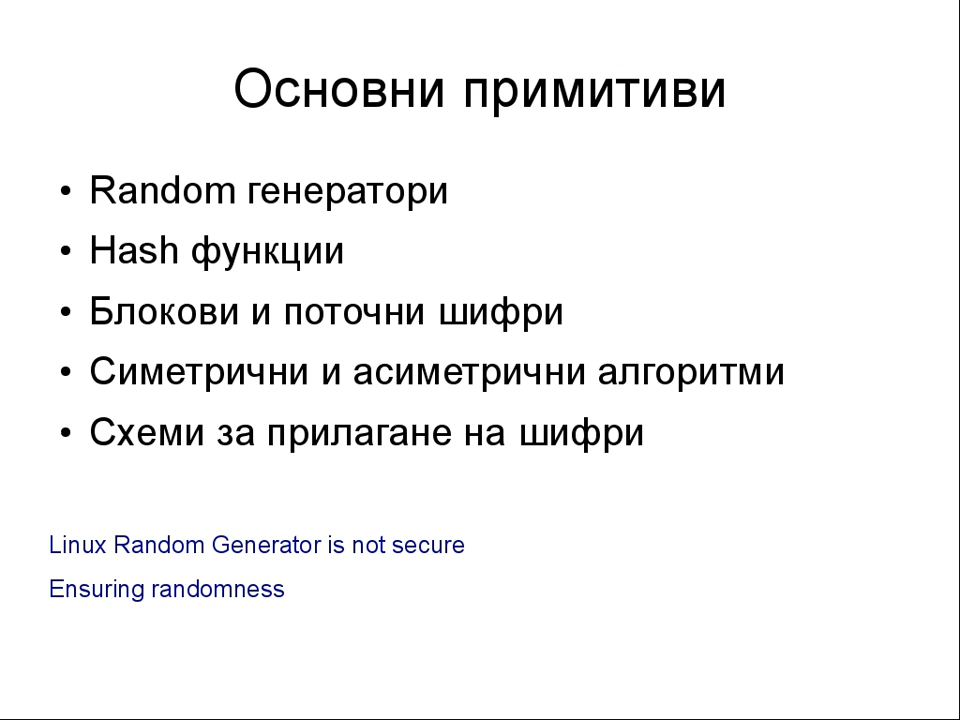 Основни примитиви
• Random генератори
• Hash функции
• Блокови и поточни шифри
• Симетрични и асиметрични алгоритми
• Схеми за прилагане на шифри
Linux Random Generator is not secure
Ensuring randomness